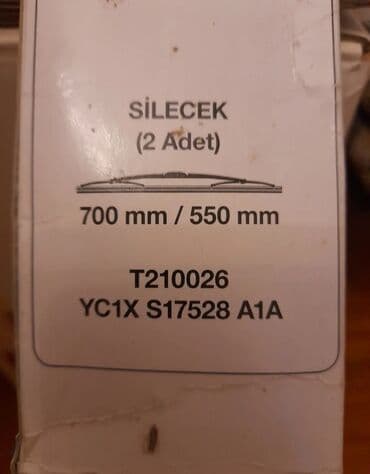 SİLECEK
(2 Adet)
700 mm / 550 mm
T210026
YC1X S17528 A1A